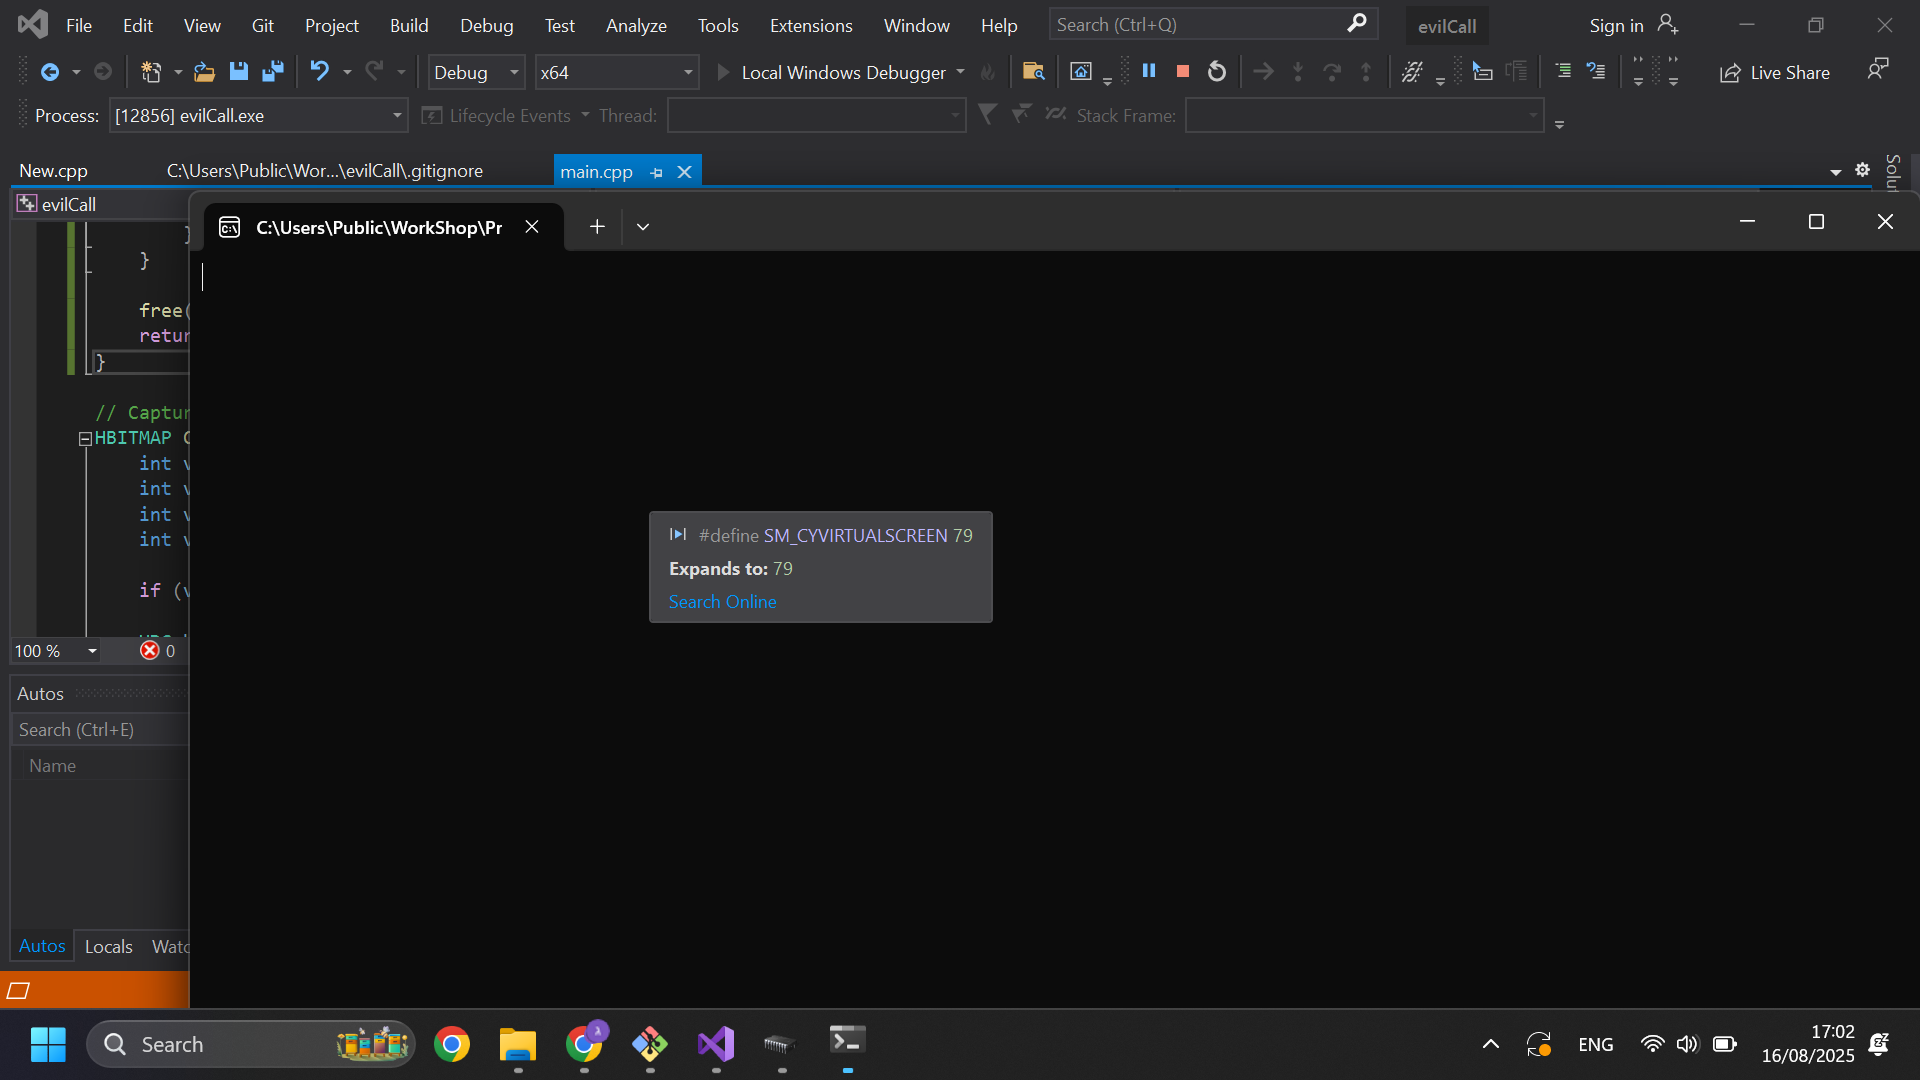 File Edit View Git Project Build Debug Test Analyze Tools Extensions Window Help Search (Ctrl+Q) evilCall Sign in
Debug x64 Local Windows Debugger Live Share
Process: [12856] evilCall.exe Lifecycle Events Thread: Stack Frame:
New.cpp C:\Users\Public\Wor...\evilCall\.gitignore main.cpp
Solu
evilCall
C:\Users\Public\WorkShop\Pr
}
}
free(
retur
}
// Captur
HBITMAP C
int v
int v
int v
int v
if (v
#define SM_CYVIRTUALSCREEN 79
Expands to: 79
Search Online
100 % 0
Autos
Search (Ctrl+E)
Name
Autos Locals Watc
Search
ENG
17:02
16/08/2025